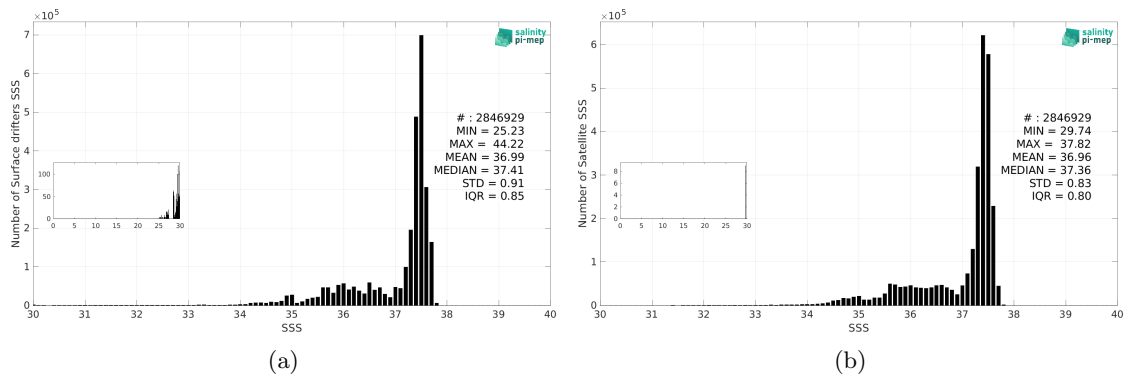 ×10⁵
7
6
5
4
3
2
1
0
Number of Surface drifters SSS
salinity
pi-mep
# : 2846929
MIN = 25.23
MAX = 44.22
MEAN = 36.99
MEDIAN = 37.41
STD = 0.91
IQR = 0.85
100
50
0
0 5 10 15 20 25 30
30 31 32 33 34 35 36 37 38 39 40
SSS
(a)
×10⁵
6
5
4
3
2
1
0
Number of Satellite SSS
salinity
pi-mep
# : 2846929
MIN = 29.74
MAX = 37.82
MEAN = 36.96
MEDIAN = 37.36
STD = 0.83
IQR = 0.80
8
6
4
2
0
0 5 10 15 20 25 30
30 31 32 33 34 35 36 37 38 39 40
SSS
(b)